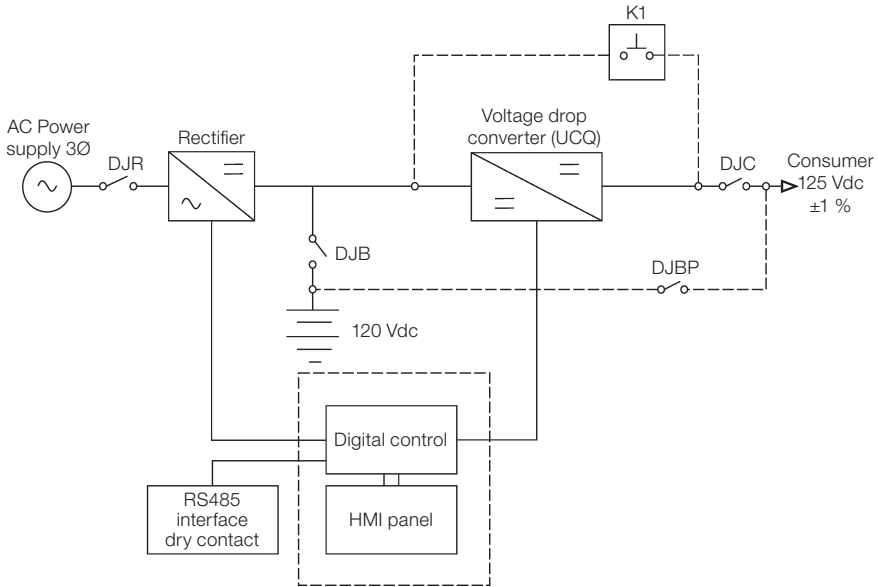 K1
AC Power
supply 3Ø
DJR
Rectifier
Voltage drop
converter (UCQ)
DJC
Consumer
125 Vdc
±1 %
DJB
DJBP
120 Vdc
Digital control
RS485
interface
dry contact
HMI panel